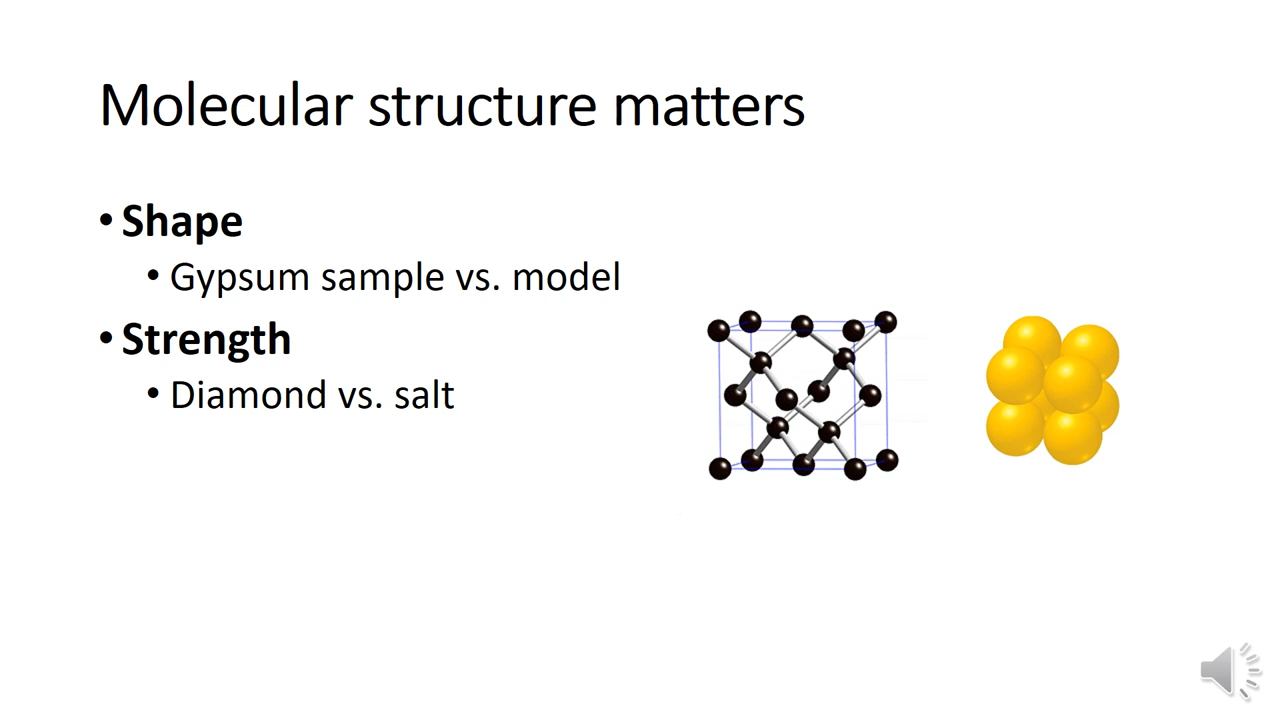 Molecular structure matters
• Shape
• Gypsum sample vs. model
• Strength
• Diamond vs. salt